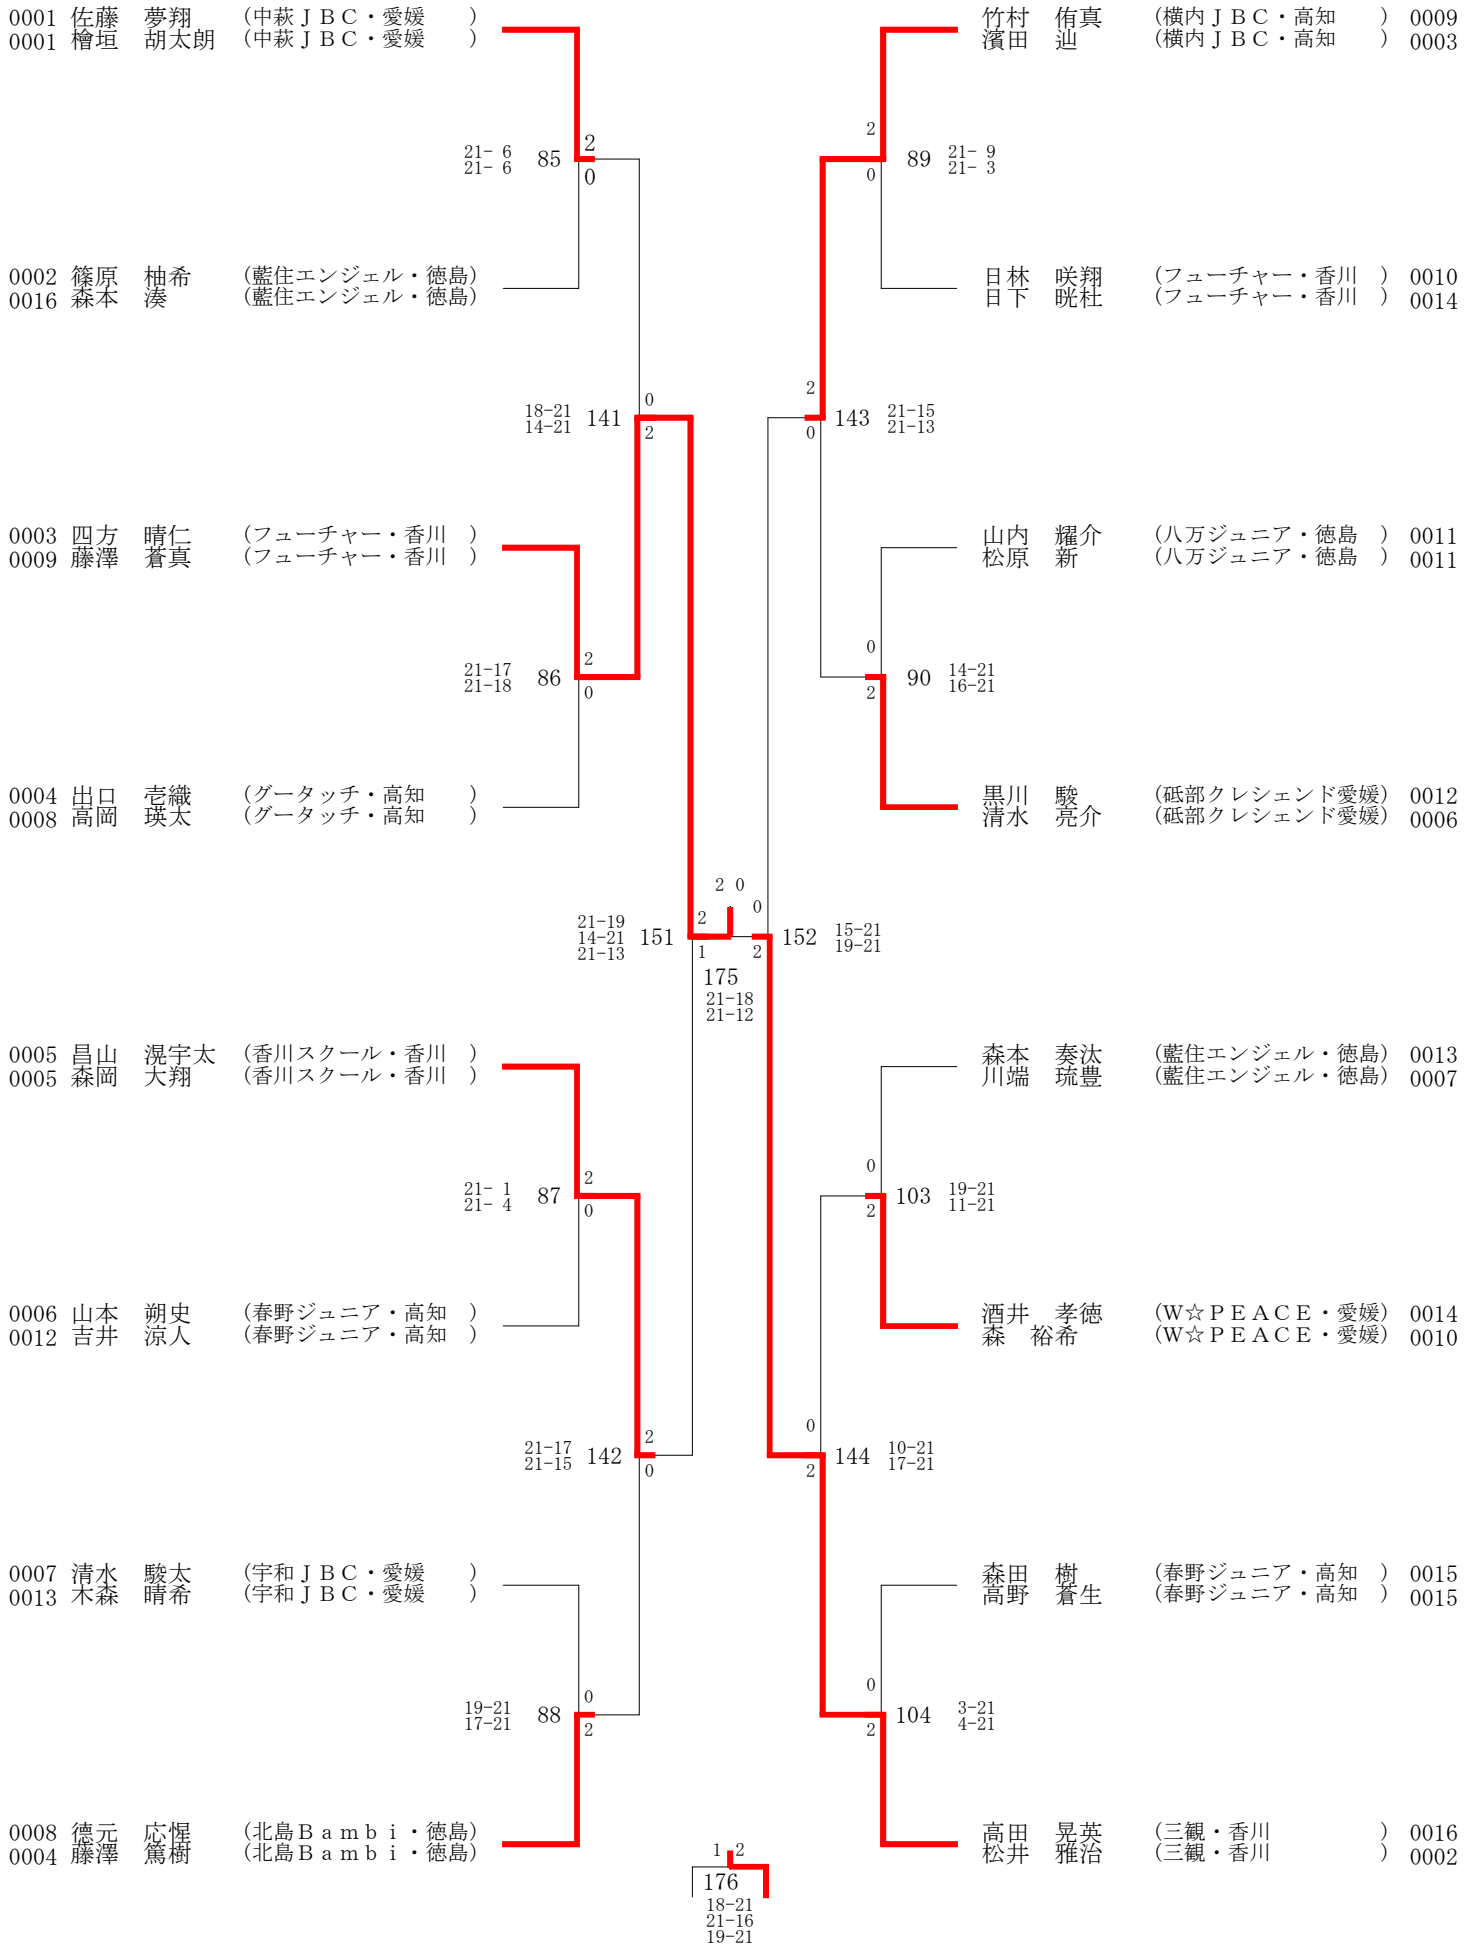 0001 佐藤　夢翔　（中萩ＪＢＣ・愛媛　　）
0001 檜垣　胡太朗　（中萩ＪＢＣ・愛媛　　）
21- 6
21- 6
85
2
0
0002 篠原　柚希　（藍住エンジェル・徳島）
0016 森本　湊　（藍住エンジェル・徳島）
18-21
14-21
141
0
2
0003 四方　晴仁　（フューチャー・香川　）
0009 藤澤　蒼真　（フューチャー・香川　）
21-17
21-18
86
2
0
0004 出口　壱織　（グータッチ・高知　　）
0008 高岡　瑛太　（グータッチ・高知　　）
21-19
14-21
21-13
151
2
1
2 0
175
21-18
21-12
0005 昌山　滉宇太　（香川スクール・香川　）
0005 森岡　大翔　（香川スクール・香川　）
21- 1
21- 4
87
2
0
0006 山本　朔史　（春野ジュニア・高知　）
0012 吉井　涼人　（春野ジュニア・高知　）
21-17
21-15
142
2
0
0007 清水　駿太　（宇和ＪＢＣ・愛媛　　）
0013 木森　晴希　（宇和ＪＢＣ・愛媛　　）
19-21
17-21
88
0
2
0008 德元　応惺　（北島Ｂａｍｂｉ・徳島）
0004 藤澤　篤樹　（北島Ｂａｍｂｉ・徳島）
竹村　侑真　（横内ＪＢＣ・高知　　） 0009
濱田　辿　（横内ＪＢＣ・高知　　） 0003
2
0
89
21- 9
21- 3
日林　咲翔　（フューチャー・香川　） 0010
日下　晄杜　（フューチャー・香川　） 0014
2
0
143
21-15
21-13
山内　耀介　（八万ジュニア・徳島　） 0011
松原　新　（八万ジュニア・徳島　） 0011
0
2
90
14-21
16-21
黒川　駿　（砥部クレシェンド愛媛） 0012
清水　亮介　（砥部クレシェンド愛媛） 0006
0
2
152
15-21
19-21
森本　奏汰　（藍住エンジェル・徳島） 0013
川端　琉豊　（藍住エンジェル・徳島） 0007
0
2
103
19-21
11-21
酒井　孝徳　（Ｗ☆ＰＥＡＣＥ・愛媛） 0014
森　裕希　（Ｗ☆ＰＥＡＣＥ・愛媛） 0010
0
2
144
10-21
17-21
森田　樹　（春野ジュニア・高知　） 0015
高野　蒼生　（春野ジュニア・高知　） 0015
0
2
104
3-21
4-21
高田　晃英　（三観・香川　　　　　） 0016
松井　雅治　（三観・香川　　　　　） 0002
1 2
176
18-21
21-16
19-21